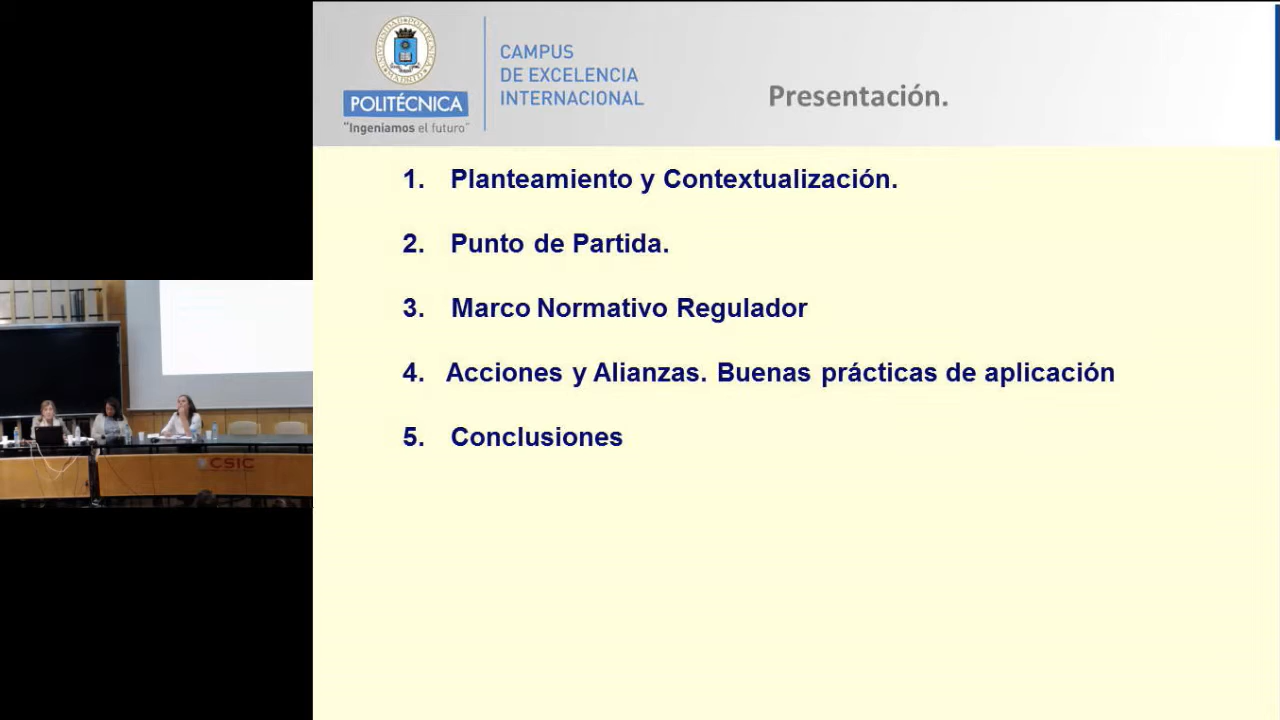 POLITÉCNICA
"Ingeniamos el futuro"
CAMPUS
DE EXCELENCIA
INTERNACIONAL
Presentación.
1. Planteamiento y Contextualización.
2. Punto de Partida.
3. Marco Normativo Regulador
4. Acciones y Alianzas. Buenas prácticas de aplicación
5. Conclusiones
CSIC